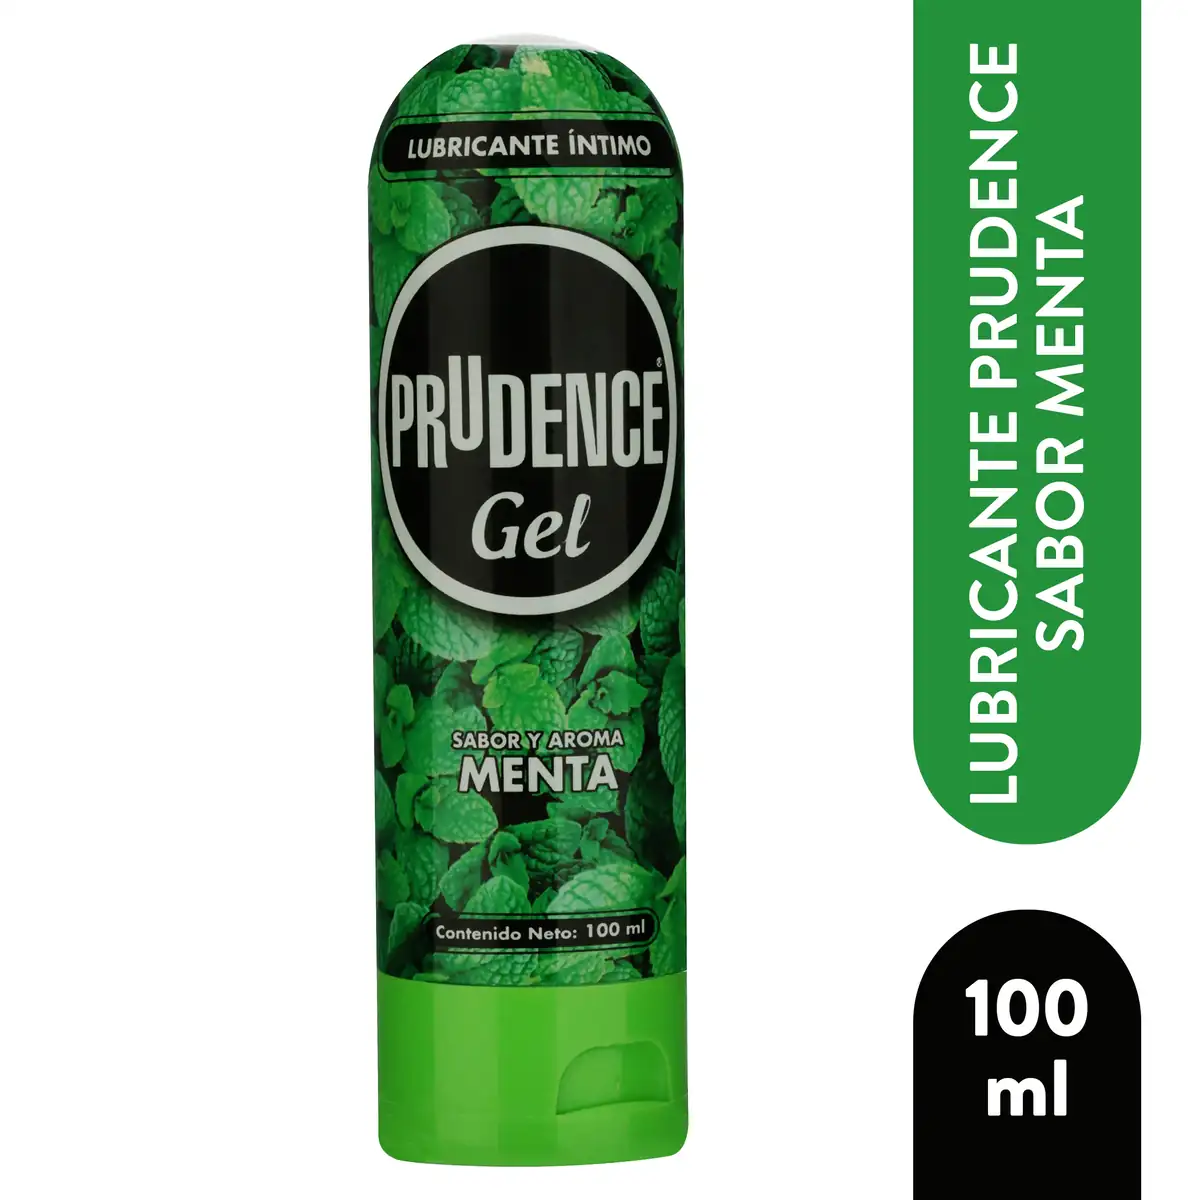 LUBRICANTE ÍNTIMO
PRUDENCE®
Gel
SABOR Y AROMA
MENTA
Contenido Neto: 100 ml
LUBRICANTE PRUDENCE
SABOR MENTA
100
ml